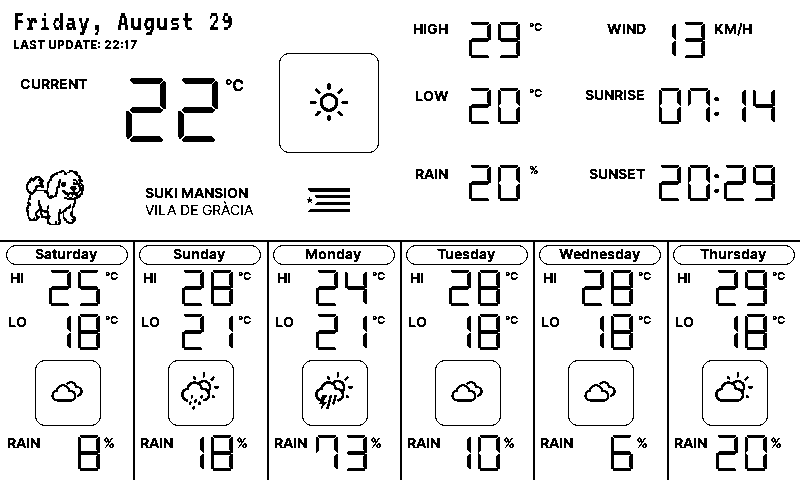 Friday, August 29
LAST UPDATE: 22:17
CURRENT 22 °C
SUKI MANSION
VILA DE GRÀCIA
HIGH 29 °C WIND 13 KM/H
LOW 20 °C SUNRISE 07:14
RAIN 20 % SUNSET 20:29
Saturday
HI 25 °C
LO 18 °C
RAIN 8 %
Sunday
HI 28 °C
LO 21 °C
RAIN 18 %
Monday
HI 24 °C
LO 21 °C
RAIN 73 %
Tuesday
HI 28 °C
LO 18 °C
RAIN 10 %
Wednesday
HI 28 °C
LO 18 °C
RAIN 6 %
Thursday
HI 29 °C
LO 18 °C
RAIN 20 %